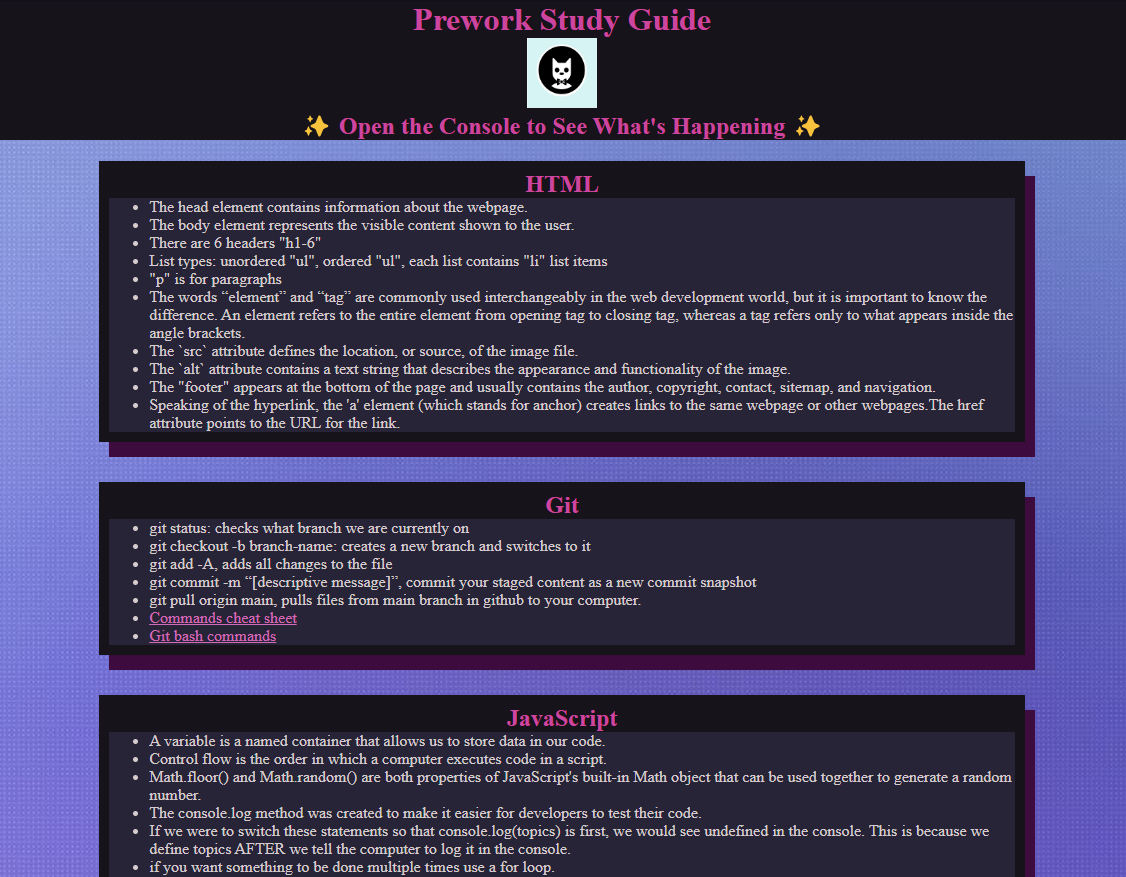 Prework Study Guide
✨ Open the Console to See What's Happening ✨
HTML
The head element contains information about the webpage.
The body element represents the visible content shown to the user.
There are 6 headers "h1-6"
List types: unordered "ul", ordered "ul", each list contains "li" list items
"p" is for paragraphs
The words “element” and “tag” are commonly used interchangeably in the web development world, but it is important to know the
difference. An element refers to the entire element from opening tag to closing tag, whereas a tag refers only to what appears inside the
angle brackets.
The `src` attribute defines the location, or source, of the image file.
The `alt` attribute contains a text string that describes the appearance and functionality of the image.
The "footer" appears at the bottom of the page and usually contains the author, copyright, contact, sitemap, and navigation.
Speaking of the hyperlink, the 'a' element (which stands for anchor) creates links to the same webpage or other webpages.The href
attribute points to the URL for the link.
Git
git status: checks what branch we are currently on
git checkout -b branch-name: creates a new branch and switches to it
git add -A, adds all changes to the file
git commit -m “[descriptive message]”, commit your staged content as a new commit snapshot
git pull origin main, pulls files from main branch in github to your computer.
Commands cheat sheet
Git bash commands
JavaScript
A variable is a named container that allows us to store data in our code.
Control flow is the order in which a computer executes code in a script.
Math.floor() and Math.random() are both properties of JavaScript's built-in Math object that can be used together to generate a random
number.
The console.log method was created to make it easier for developers to test their code.
If we were to switch these statements so that console.log(topics) is first, we would see undefined in the console. This is because we
define topics AFTER we tell the computer to log it in the console.
if you want something to be done multiple times use a for loop.